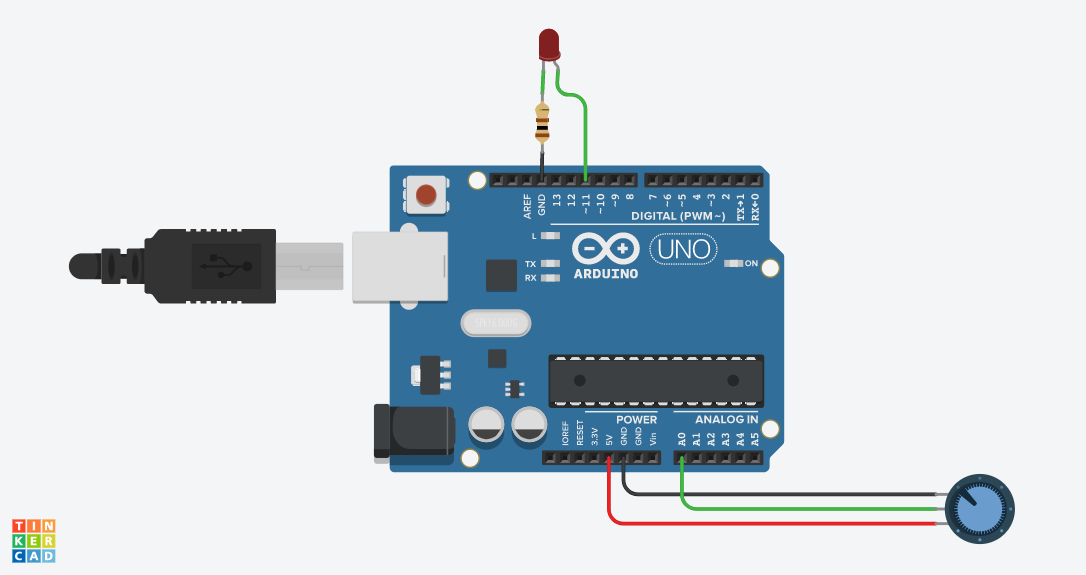 AREF
GND
13
12
~11
~10
~9
8
7
~6
~5
4
~3
2
TX→1
RX←0
DIGITAL (PWM~)
L
TX
RX
ARDUINO
UNO
ON
POWER
ANALOG IN
IOREF
RESET
3.3V
5V
GND
GND
Vin
A0
A1
A2
A3
A4
A5
TIN
KER
CAD